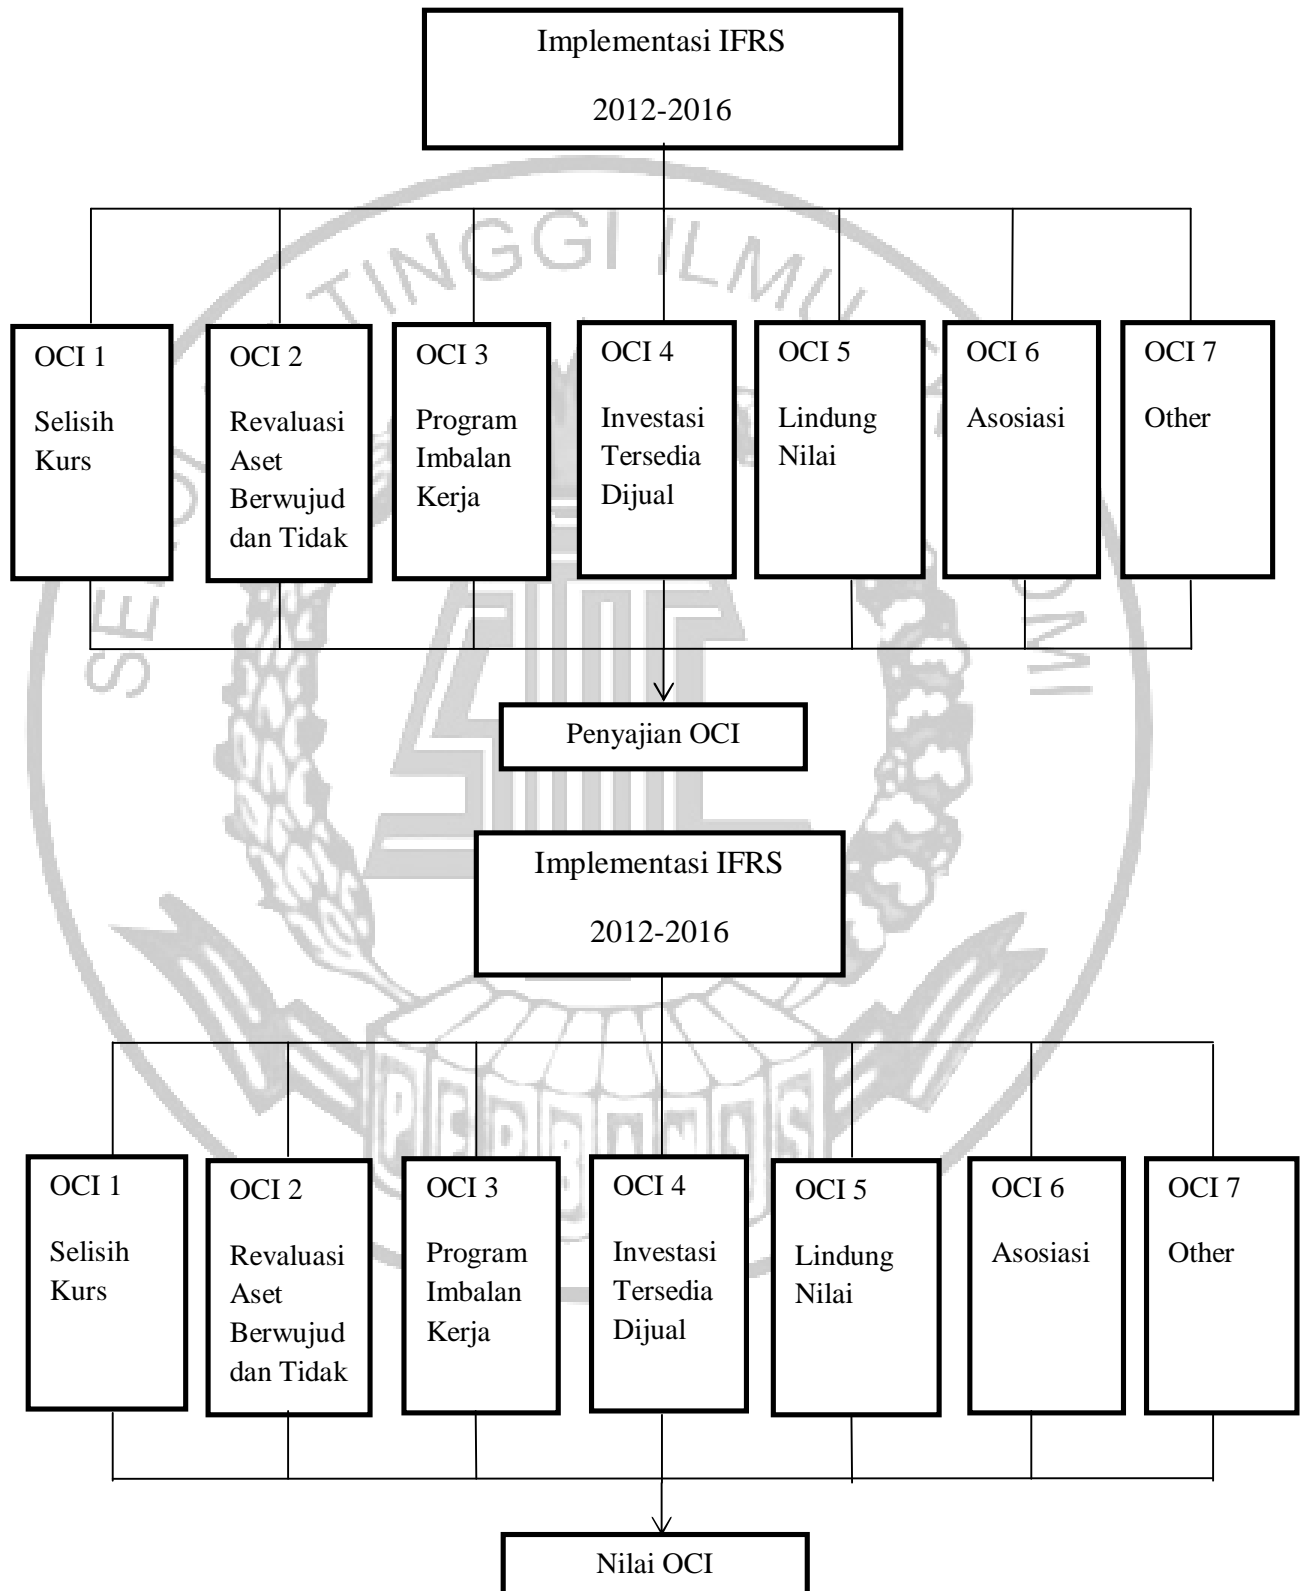 Implementasi IFRS
2012-2016
OCI 1
Selisih
Kurs
OCI 2
Revaluasi
Aset
Berwujud
dan Tidak
OCI 3
Program
Imbalan
Kerja
OCI 4
Investasi
Tersedia
Dijual
OCI 5
Lindung
Nilai
OCI 6
Asosiasi
OCI 7
Other
Penyajian OCI
Implementasi IFRS
2012-2016
OCI 1
Selisih
Kurs
OCI 2
Revaluasi
Aset
Berwujud
dan Tidak
OCI 3
Program
Imbalan
Kerja
OCI 4
Investasi
Tersedia
Dijual
OCI 5
Lindung
Nilai
OCI 6
Asosiasi
OCI 7
Other
Nilai OCI
TINGGI ILMU
PERBANAS